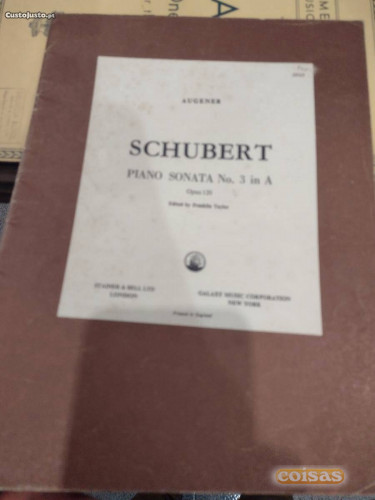 CustoJusto.pt
AUGENER
SCHUBERT
PIANO SONATA No. 3 in A
Opus 120
Edited by Franklin Taylor
STAINER & BELL LTD
LONDON
GALAXY MUSIC CORPORATION
NEW YORK
Printed in England
coisas